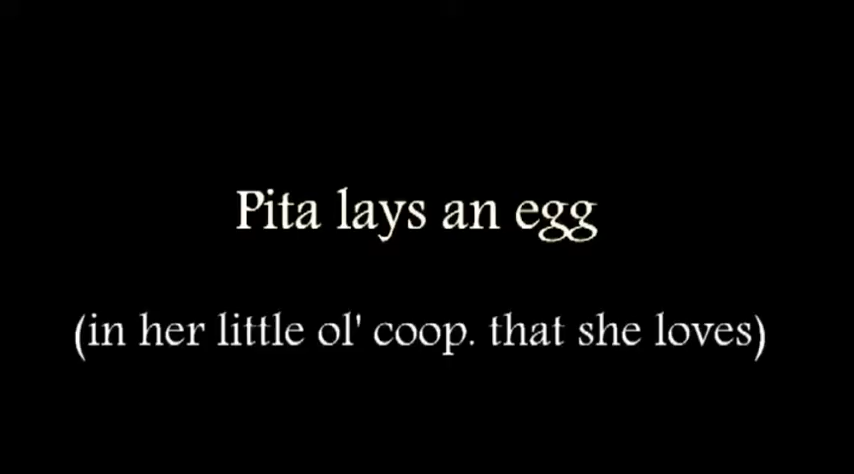 Pita lays an egg
(in her little ol' coop. that she loves)